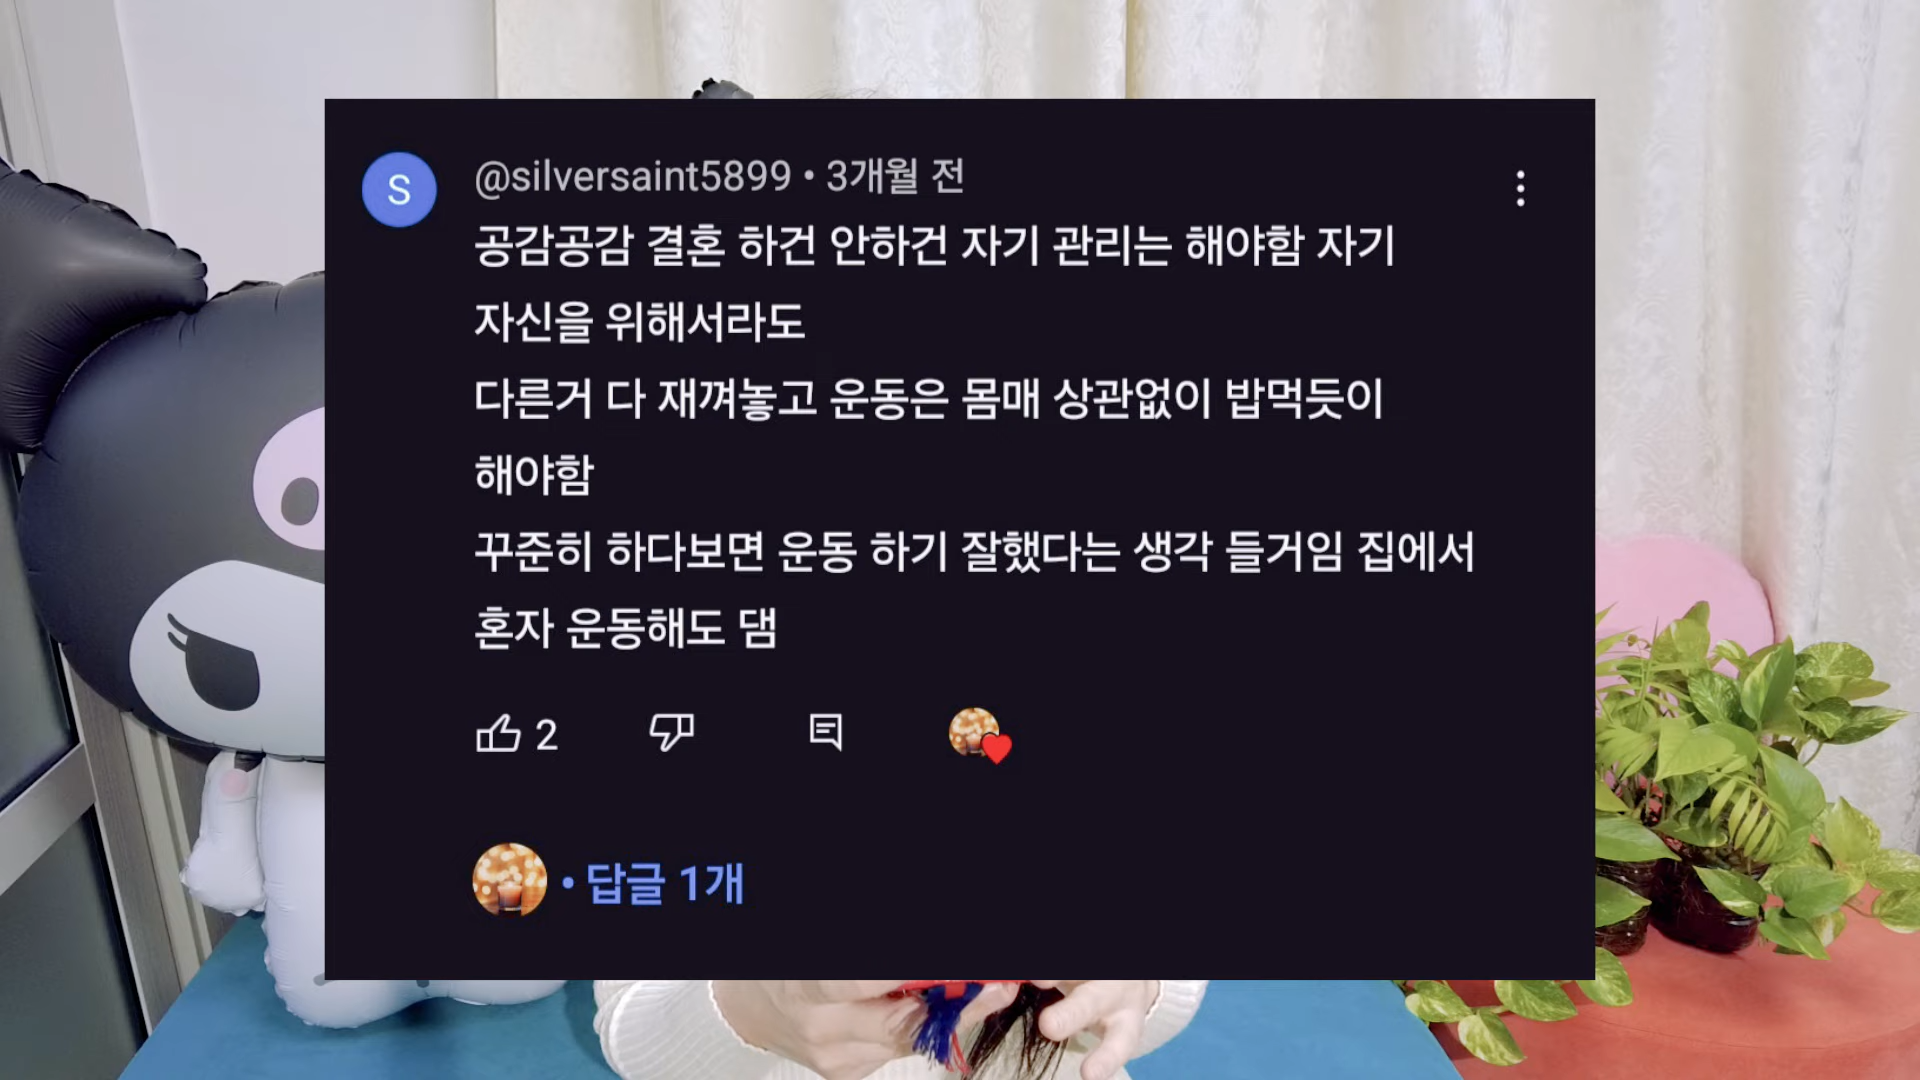 S
@silversaint5899 • 3개월 전
공감공감 결혼 하건 안하건 자기 관리는 해야함 자기
자신을 위해서라도
다른거 다 재껴놓고 운동은 몸매 상관없이 밥먹듯이
해야함
꾸준히 하다보면 운동 하기 잘했다는 생각 들거임 집에서
혼자 운동해도 댐
2
• 답글 1개